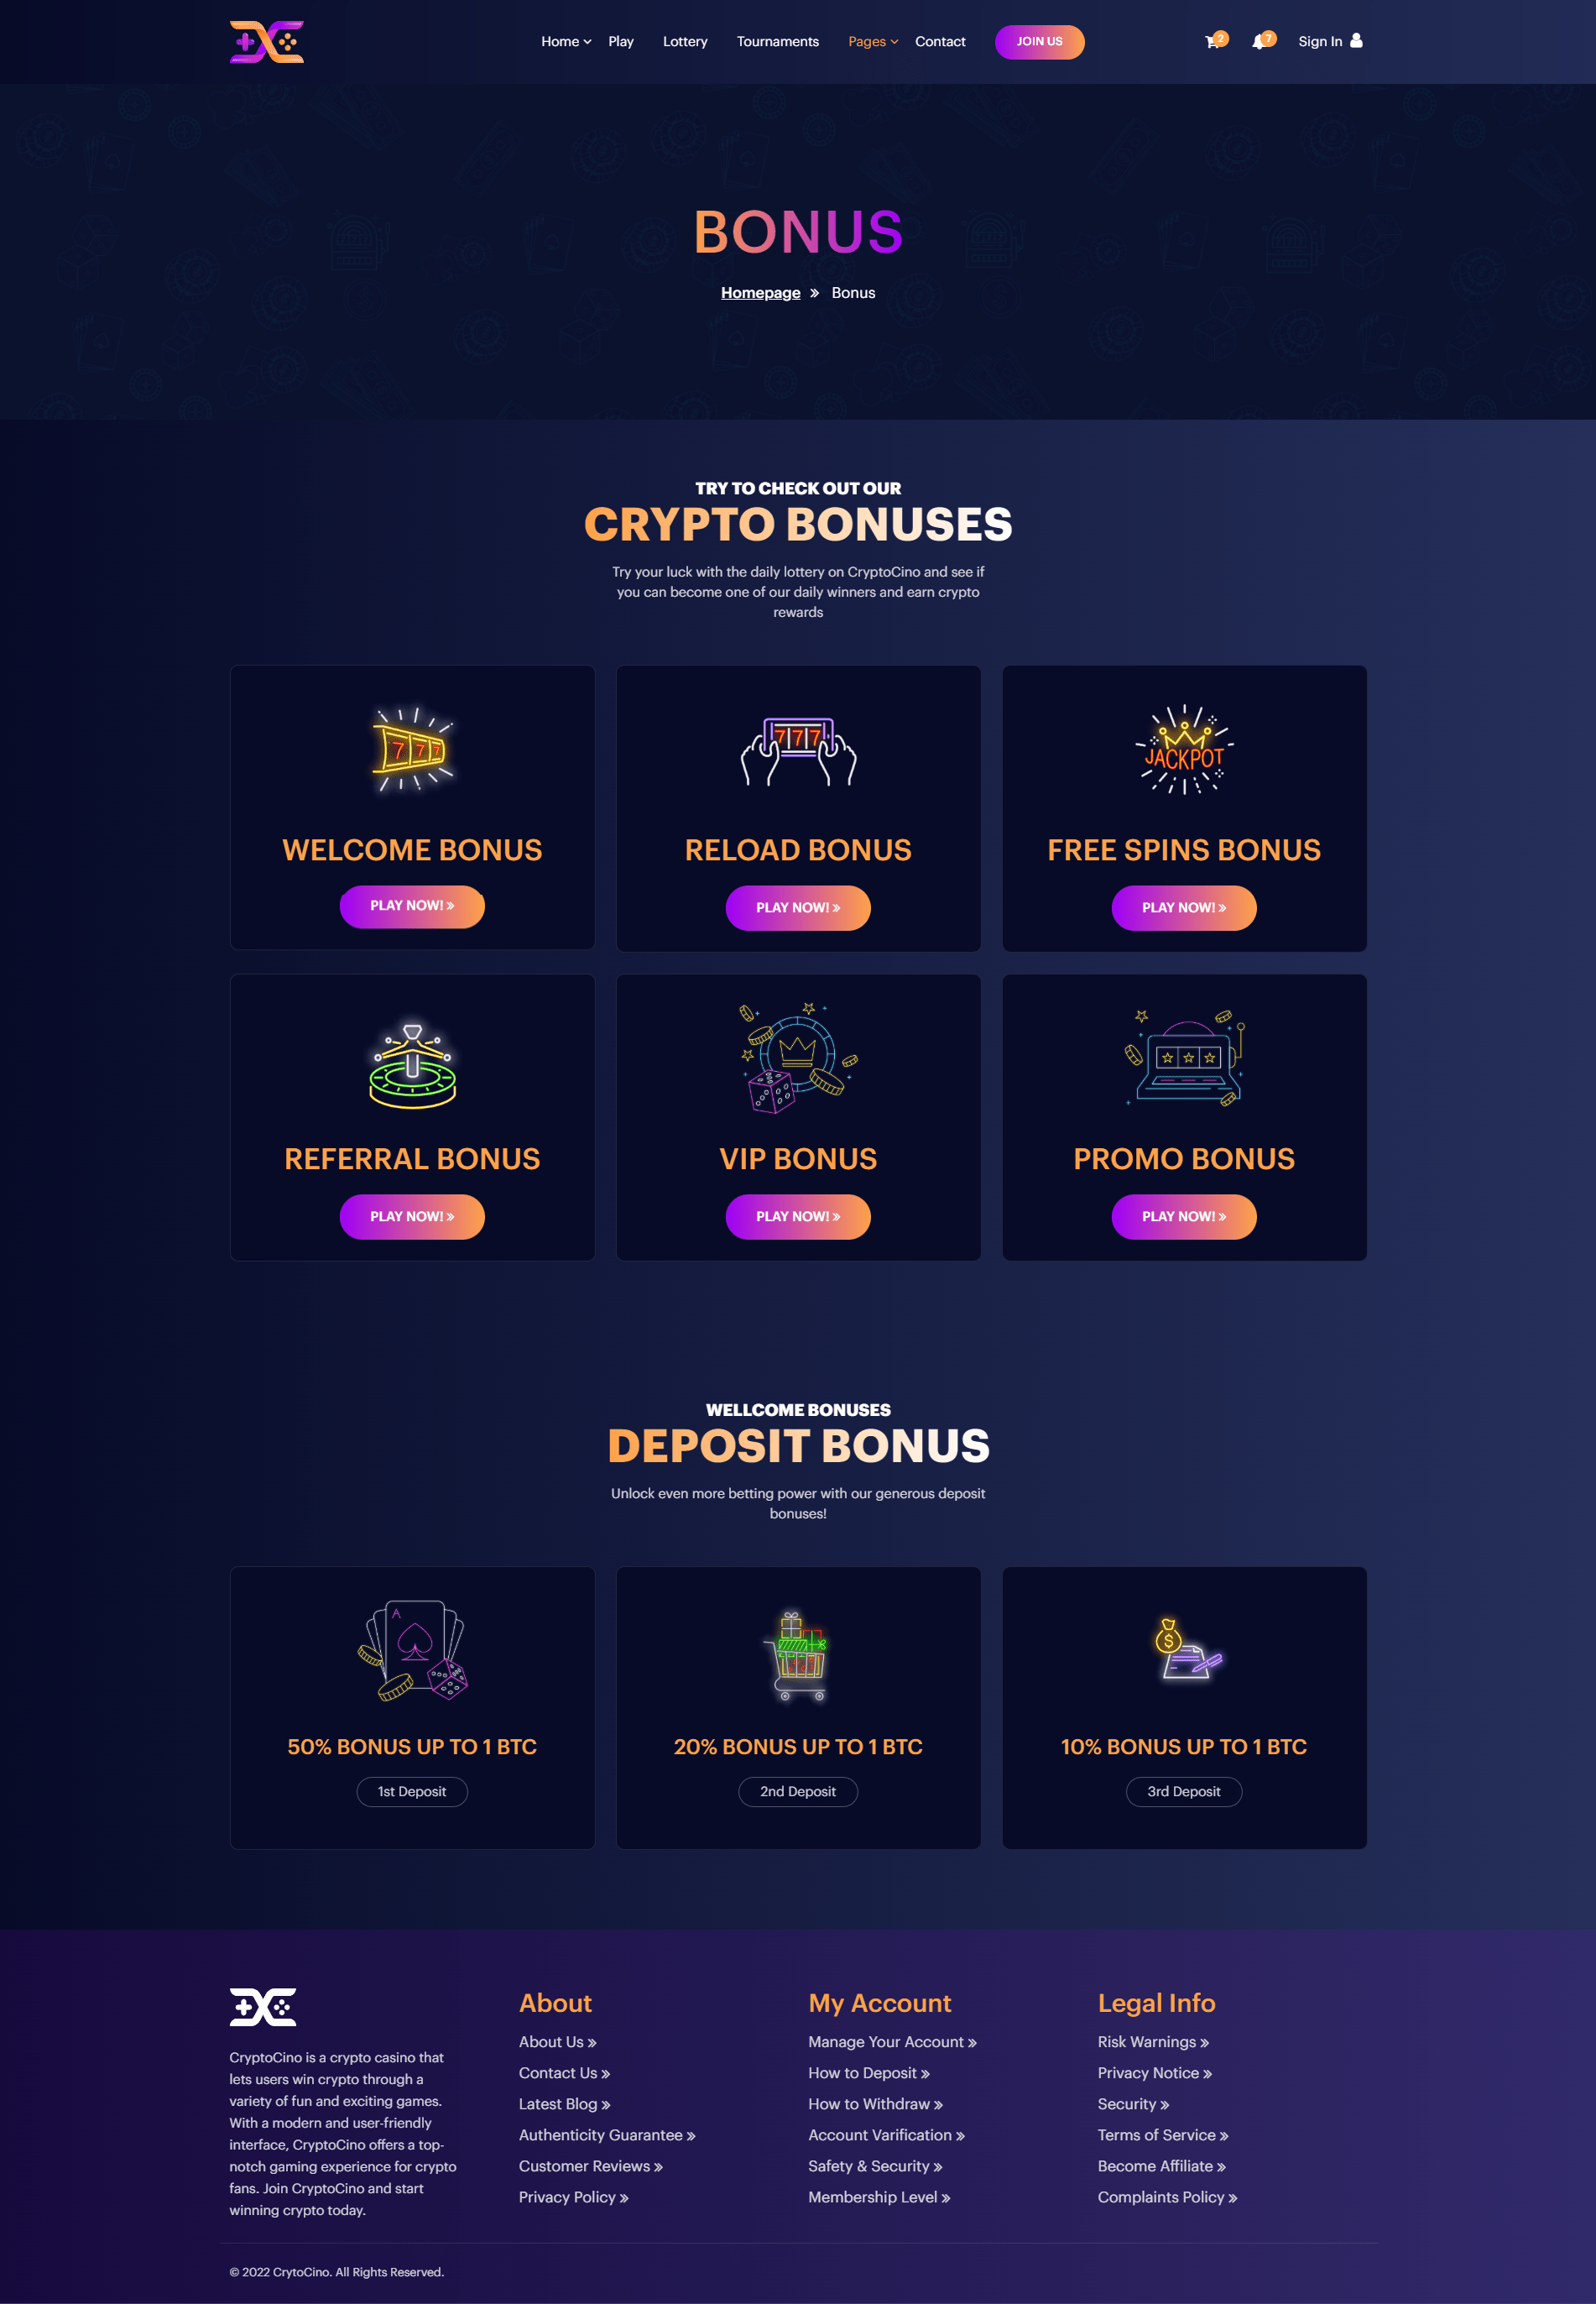 Home Play Lottery Tournaments Pages Contact JOIN US 2 7 Sign In
BONUS
Homepage » Bonus
TRY TO CHECK OUT OUR
CRYPTO BONUSES
Try your luck with the daily lottery on CryptoCino and see if
you can become one of our daily winners and earn crypto
rewards
7 7 7
7 7 7
JACKPOT
WELCOME BONUS
PLAY NOW! »
RELOAD BONUS
PLAY NOW! »
FREE SPINS BONUS
PLAY NOW! »
REFERRAL BONUS
PLAY NOW! »
VIP BONUS
PLAY NOW! »
PROMO BONUS
PLAY NOW! »
WELLCOME BONUSES
DEPOSIT BONUS
Unlock even more betting power with our generous deposit
bonuses!
A
$
50% BONUS UP TO 1 BTC
1st Deposit
20% BONUS UP TO 1 BTC
2nd Deposit
10% BONUS UP TO 1 BTC
3rd Deposit
CryptoCino is a crypto casino that
lets users win crypto through a
variety of fun and exciting games.
With a modern and user-friendly
interface, CryptoCino offers a top-
notch gaming experience for crypto
fans. Join CryptoCino and start
winning crypto today.
About
About Us »
Contact Us »
Latest Blog »
Authenticity Guarantee »
Customer Reviews »
Privacy Policy »
My Account
Manage Your Account »
How to Deposit »
How to Withdraw »
Account Varification »
Safety & Security »
Membership Level »
Legal Info
Risk Warnings »
Privacy Notice »
Security »
Terms of Service »
Become Affiliate »
Complaints Policy »
© 2022 CrytoCino. All Rights Reserved.